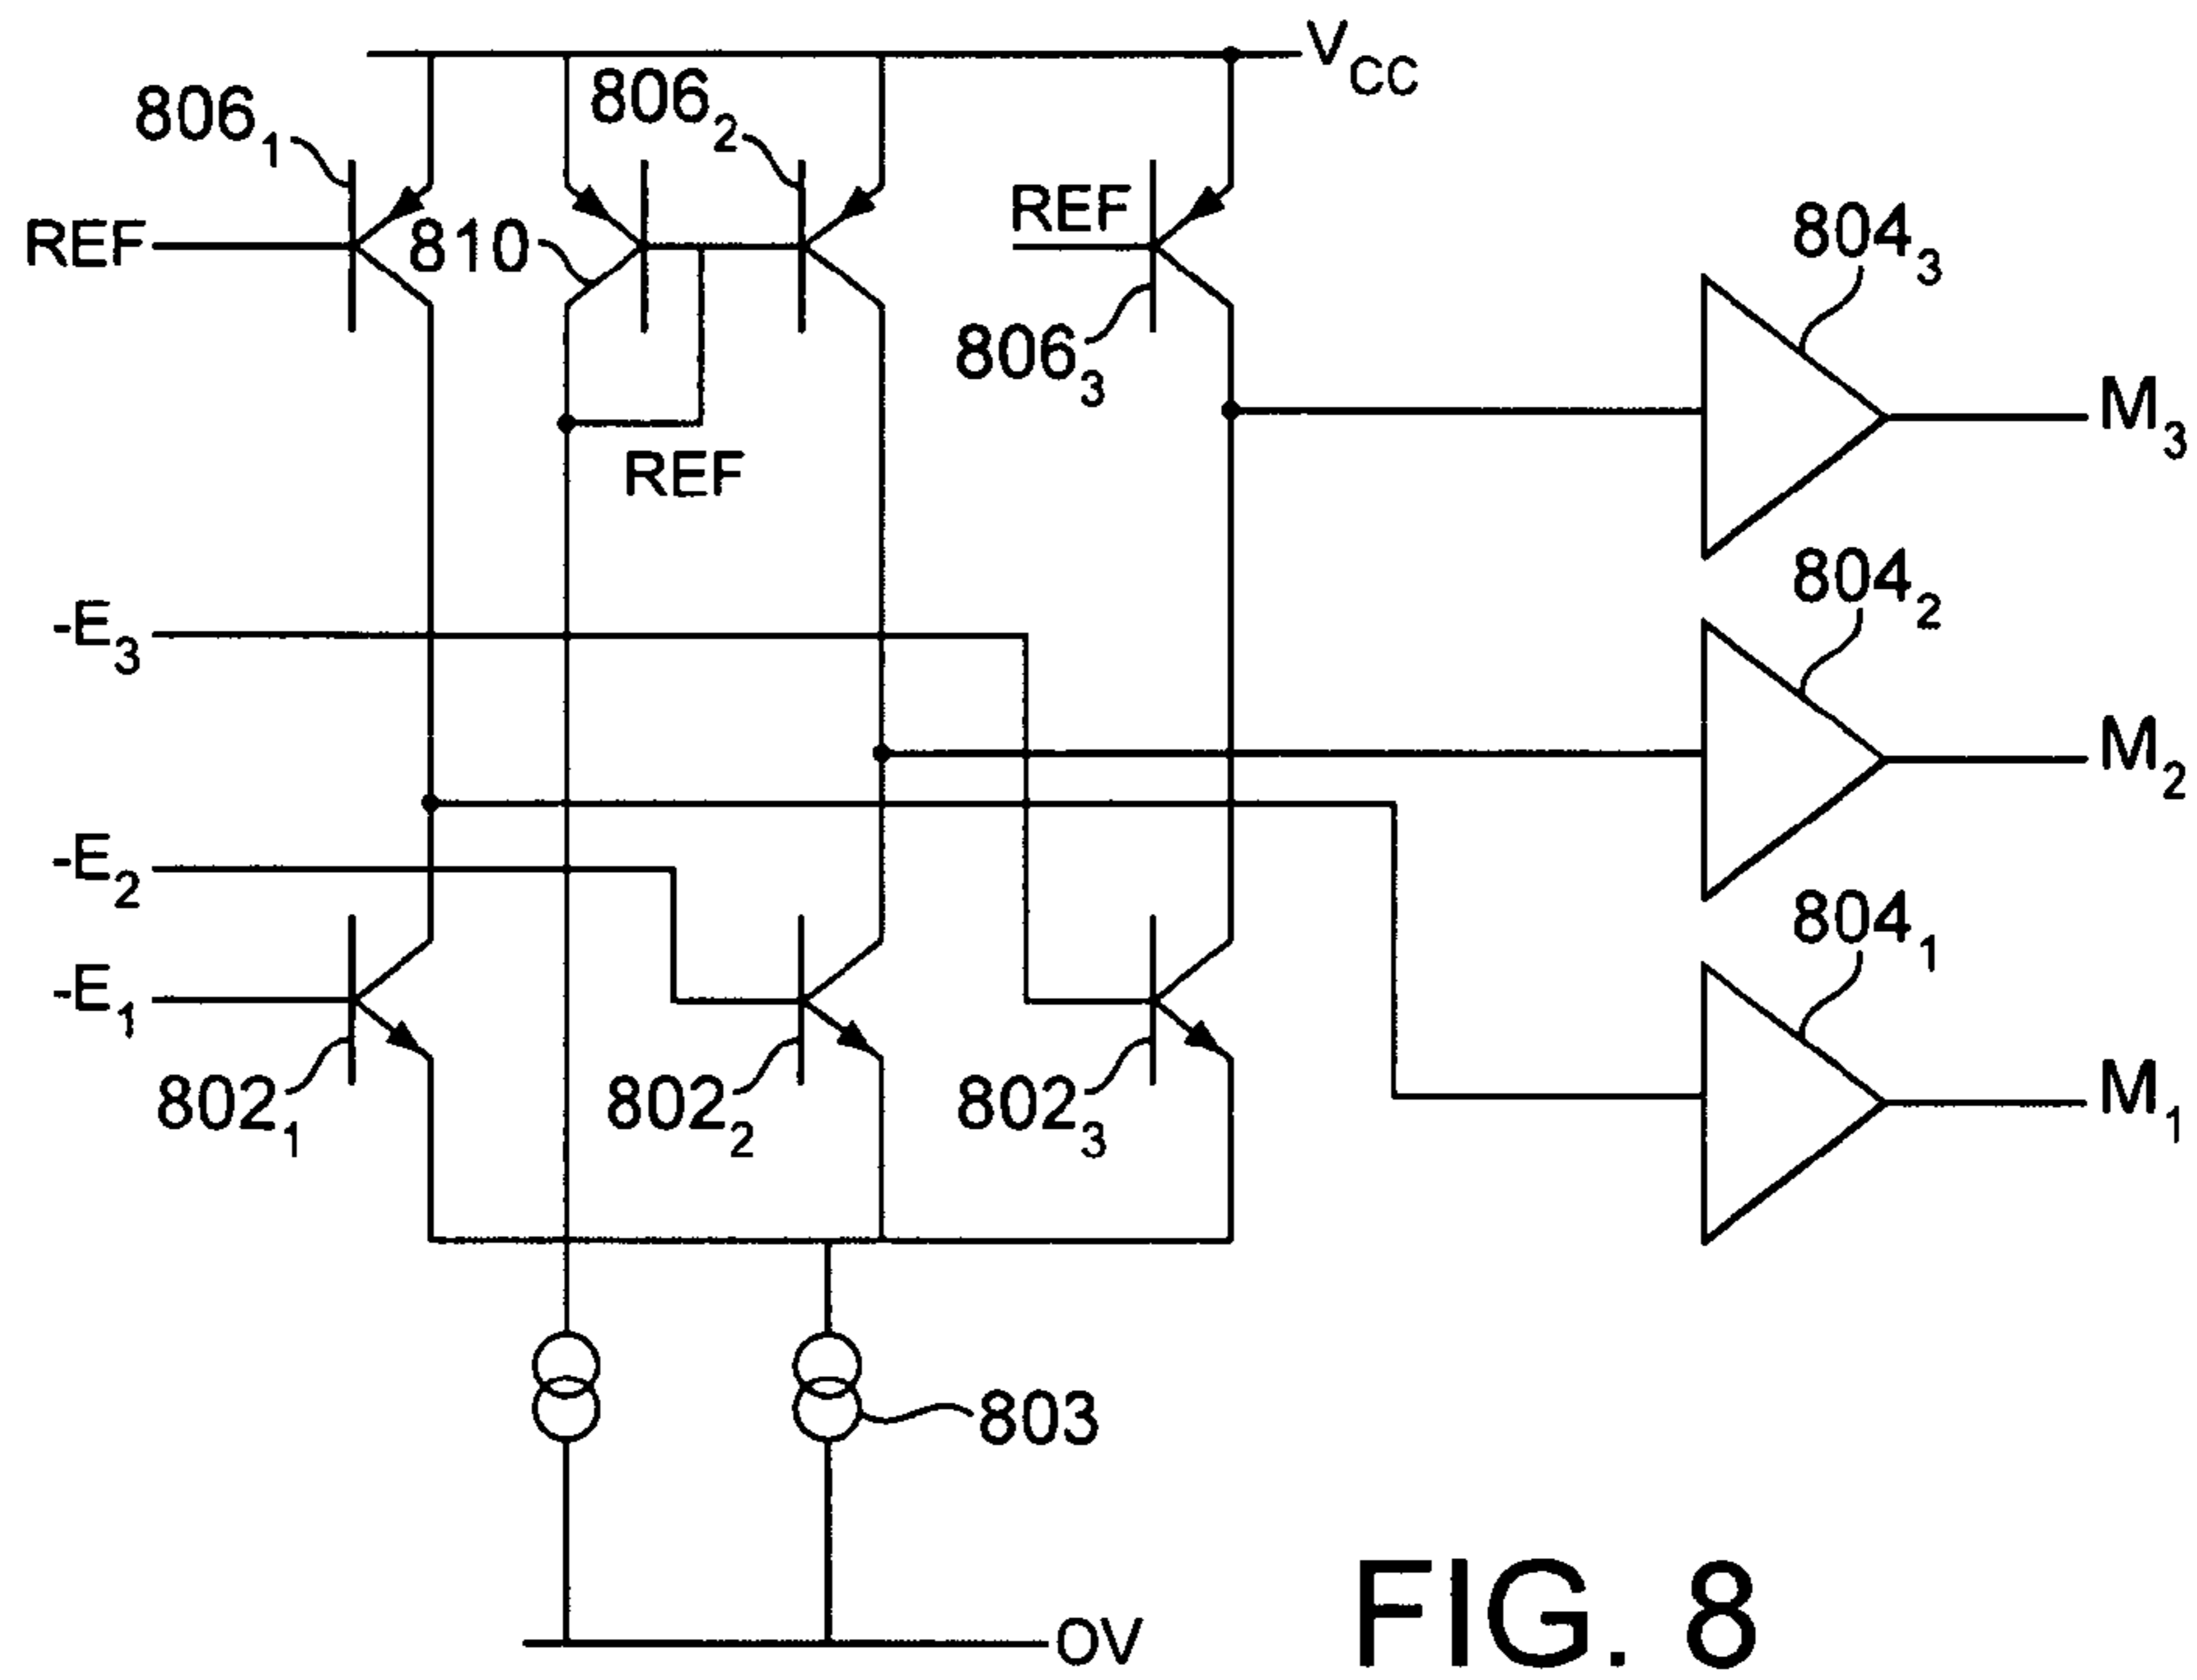 V_CC
806_1
806_2
REF
810
REF
806_3
804_3
M_3
REF
-E_3
804_2
M_2
-E_2
804_1
-E_1
802_1
802_2
802_3
M_1
803
OV
FIG. 8